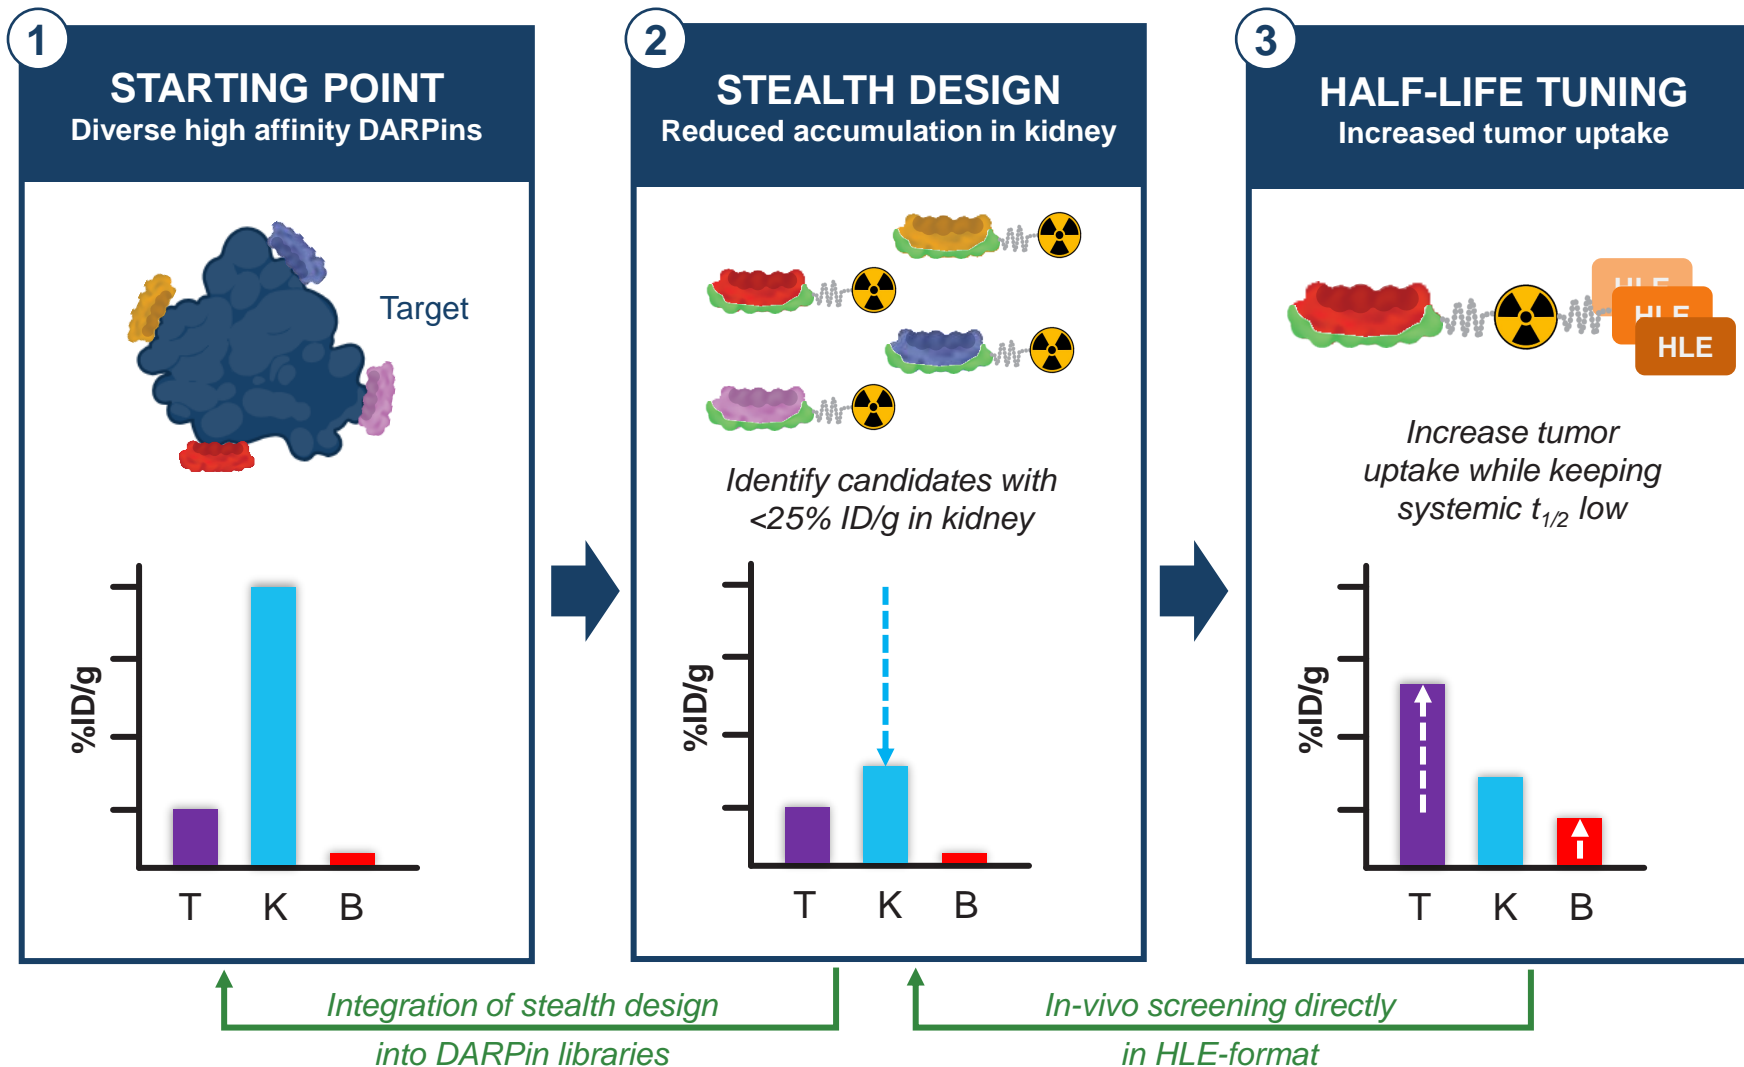 1
STARTING POINT
Diverse high affinity DARPins
Target
%ID/g
T K B
2
STEALTH DESIGN
Reduced accumulation in kidney
Identify candidates with
<25% ID/g in kidney
%ID/g
T K B
3
HALF-LIFE TUNING
Increased tumor uptake
HLE
HLE
HLE
Increase tumor
uptake while keeping
systemic t1/2 low
%ID/g
T K B
Integration of stealth design
into DARPin libraries
In-vivo screening directly
in HLE-format